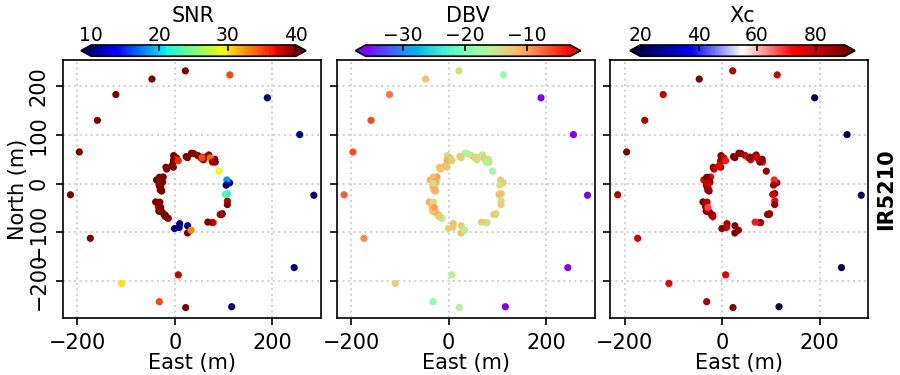 SNR DBV Xc
10 20 30 40 −30 −20 −10 20 40 60 80
North (m)
200
100
0
−100
−200
−200 0 200 −200 0 200 −200 0 200
East (m) East (m) East (m)
IR5210